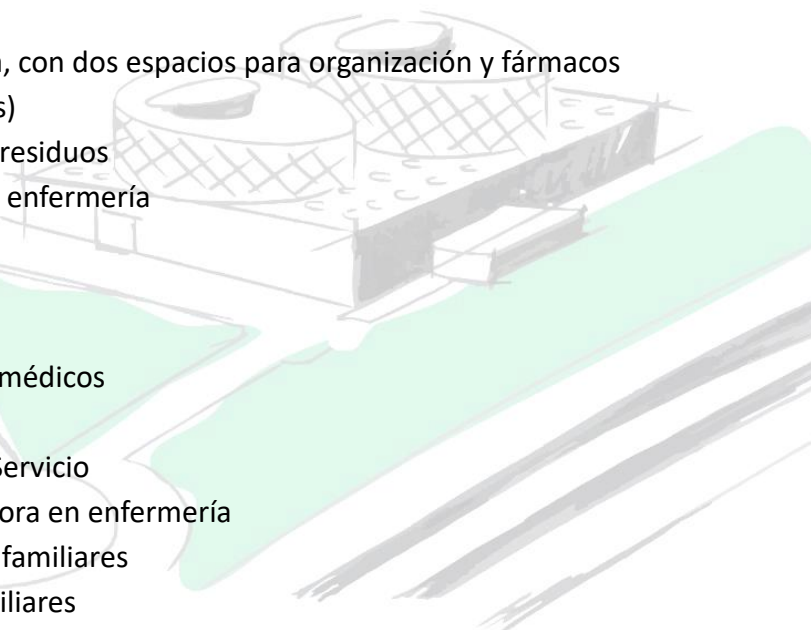 , con dos espacios para organización y fármacos
s)
residuos
enfermería
médicos
Servicio
ora en enfermería
familiares
iliares